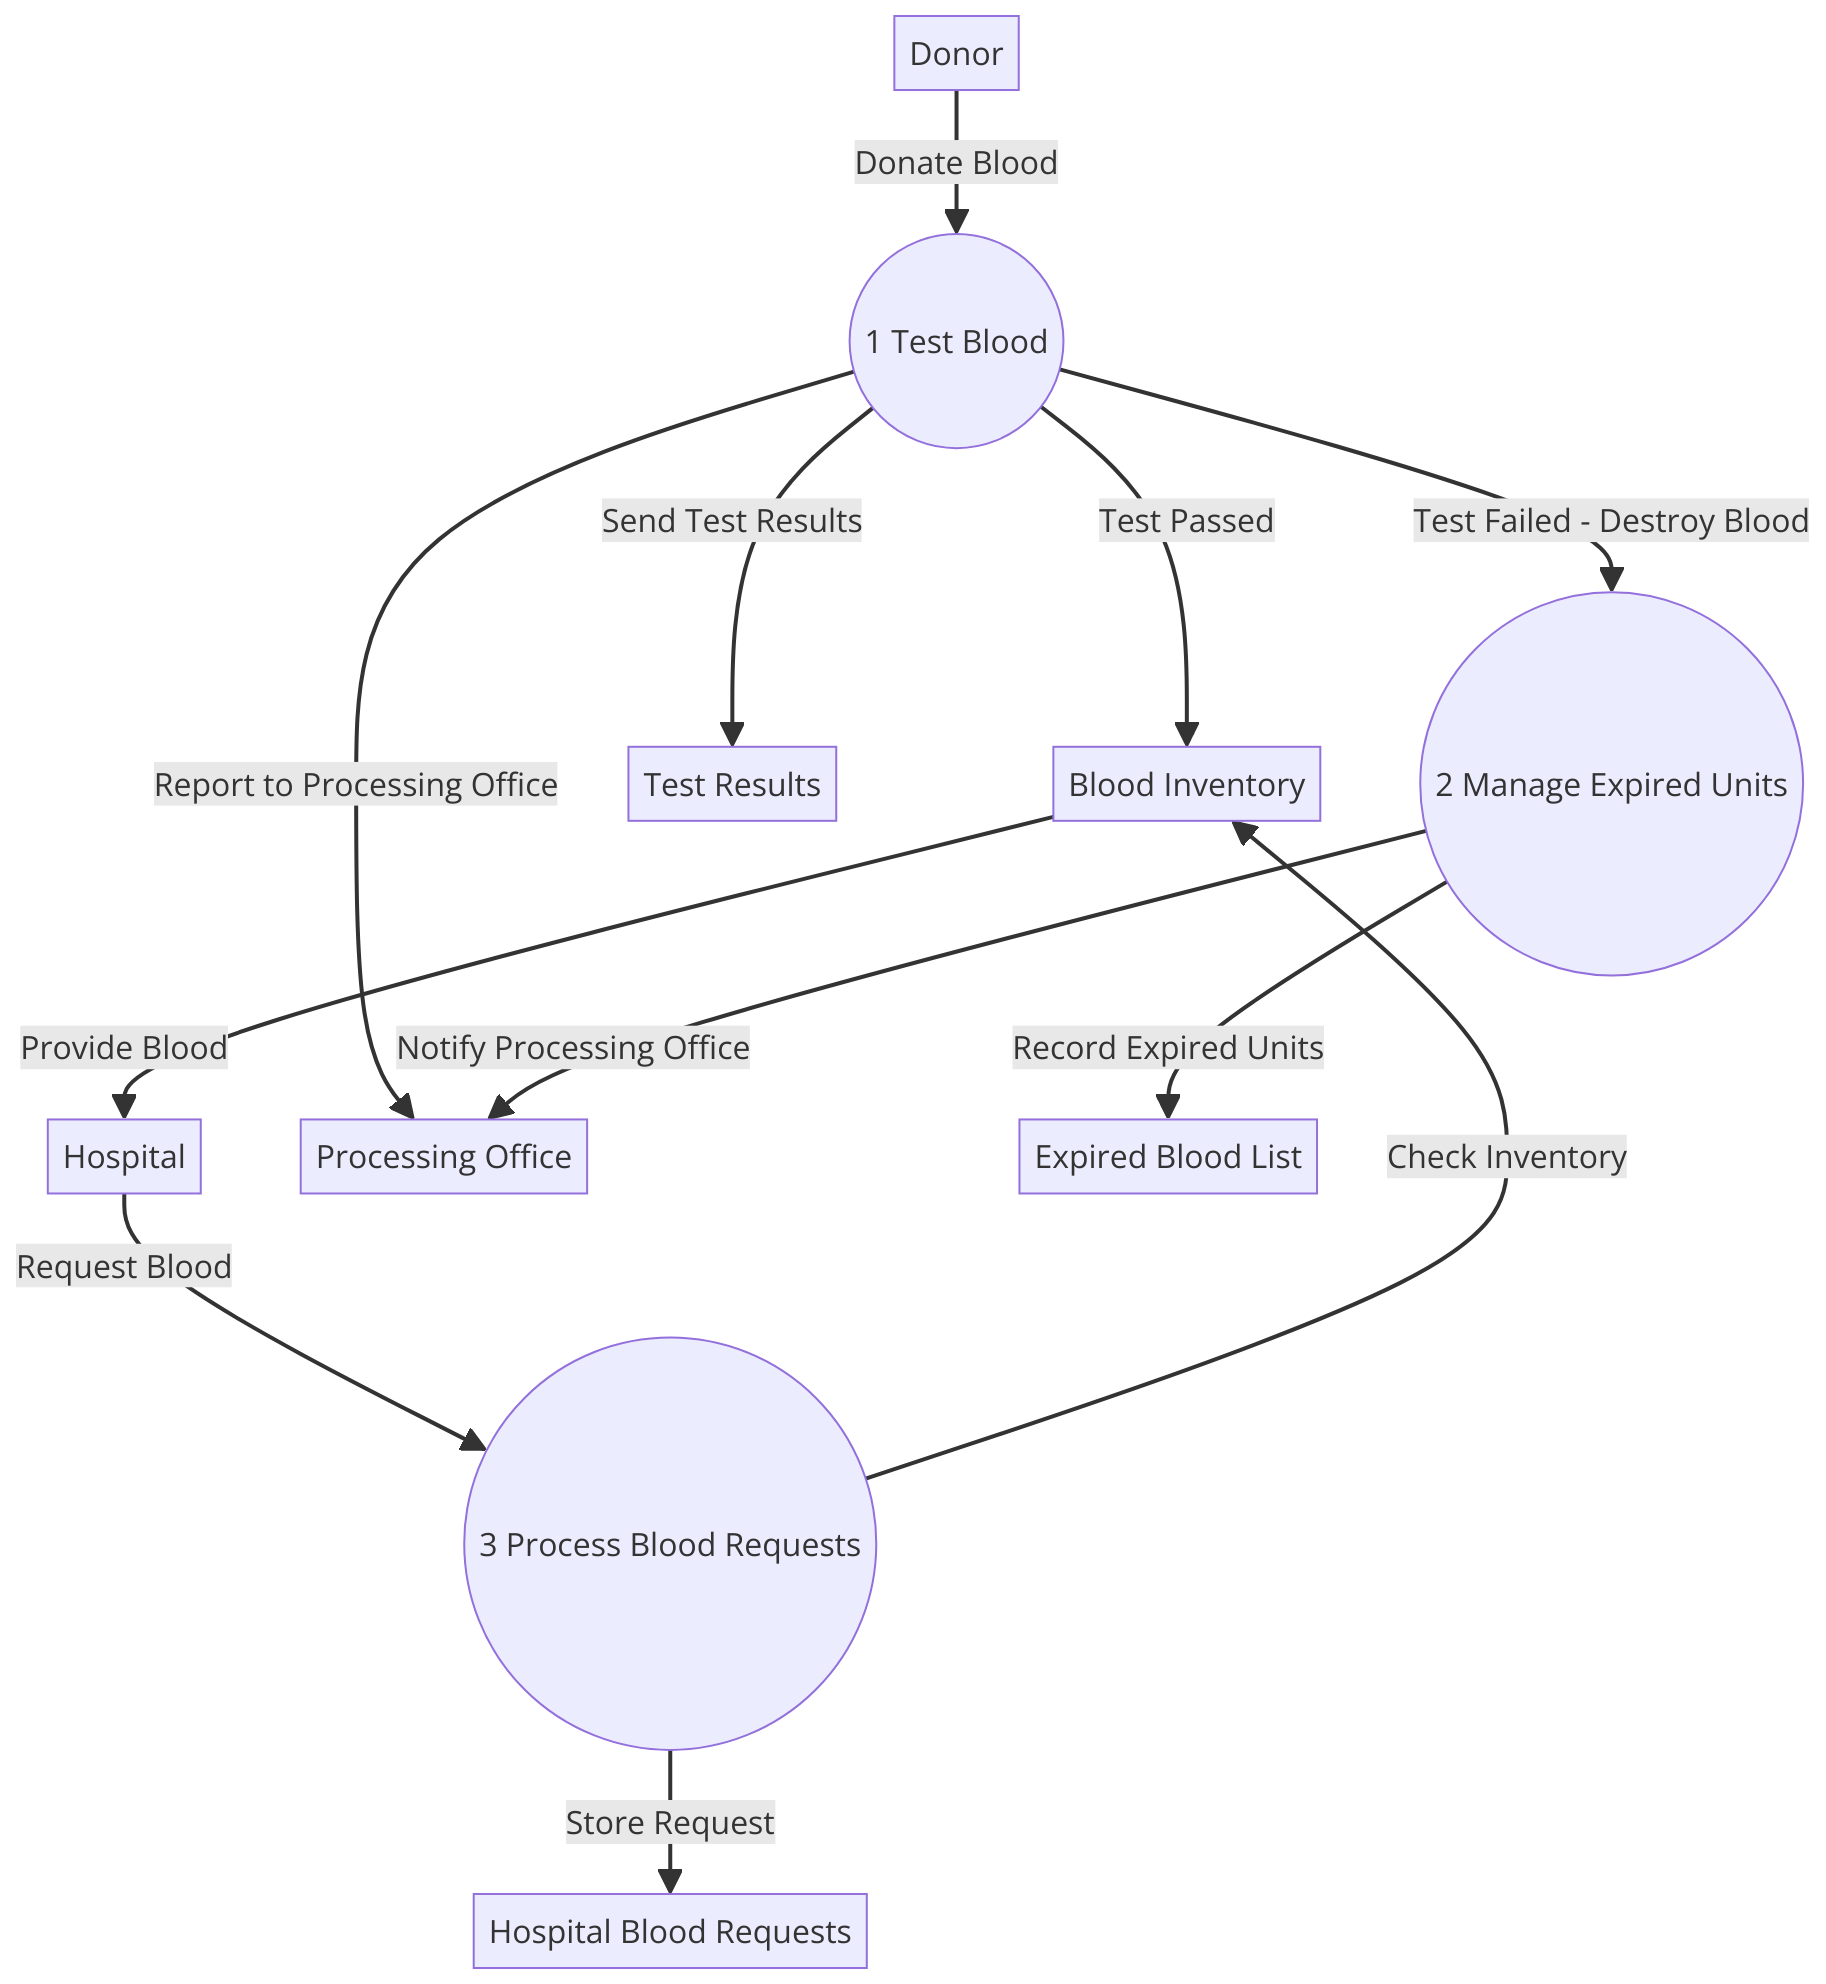 Donor
Donate Blood
1 Test Blood
Send Test Results
Test Passed
Test Failed - Destroy Blood
Report to Processing Office
Test Results
Blood Inventory
2 Manage Expired Units
Provide Blood
Notify Processing Office
Record Expired Units
Hospital
Processing Office
Expired Blood List
Check Inventory
Request Blood
3 Process Blood Requests
Store Request
Hospital Blood Requests